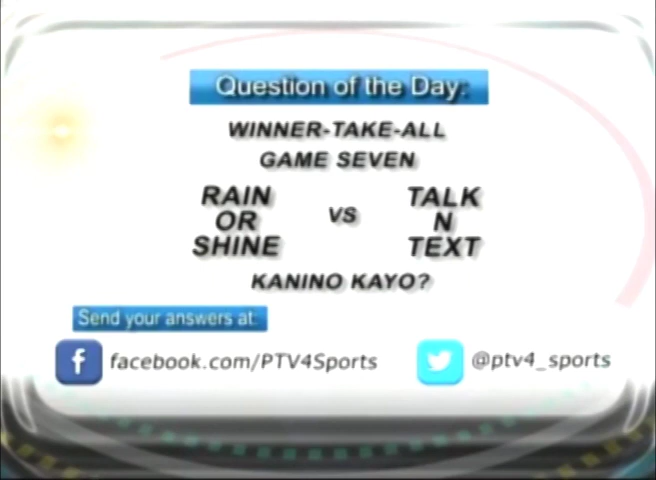 Question of the Day:
WINNER-TAKE-ALL
GAME SEVEN
RAIN
OR
SHINE
VS
TALK
N
TEXT
KANINO KAYO?
Send your answers at:
facebook.com/PTV4Sports
@ptv4_sports